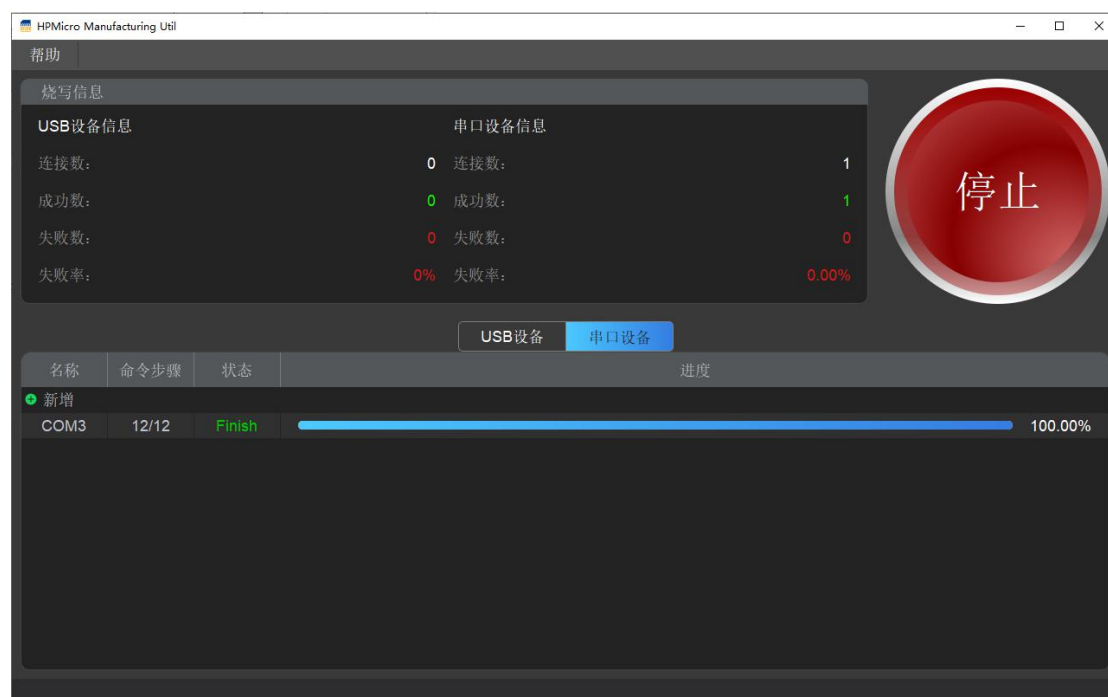 HPMicro Manufacturing Util
帮助
烧写信息
USB设备信息 串口设备信息
连接数: 0 连接数: 1
成功数: 0 成功数: 1
失败数: 0 失败数: 0
失败率: 0% 失败率: 0.00%
停止
USB设备 串口设备
名称 命令步骤 状态 进度
新增
COM3 12/12 Finish 100.00%